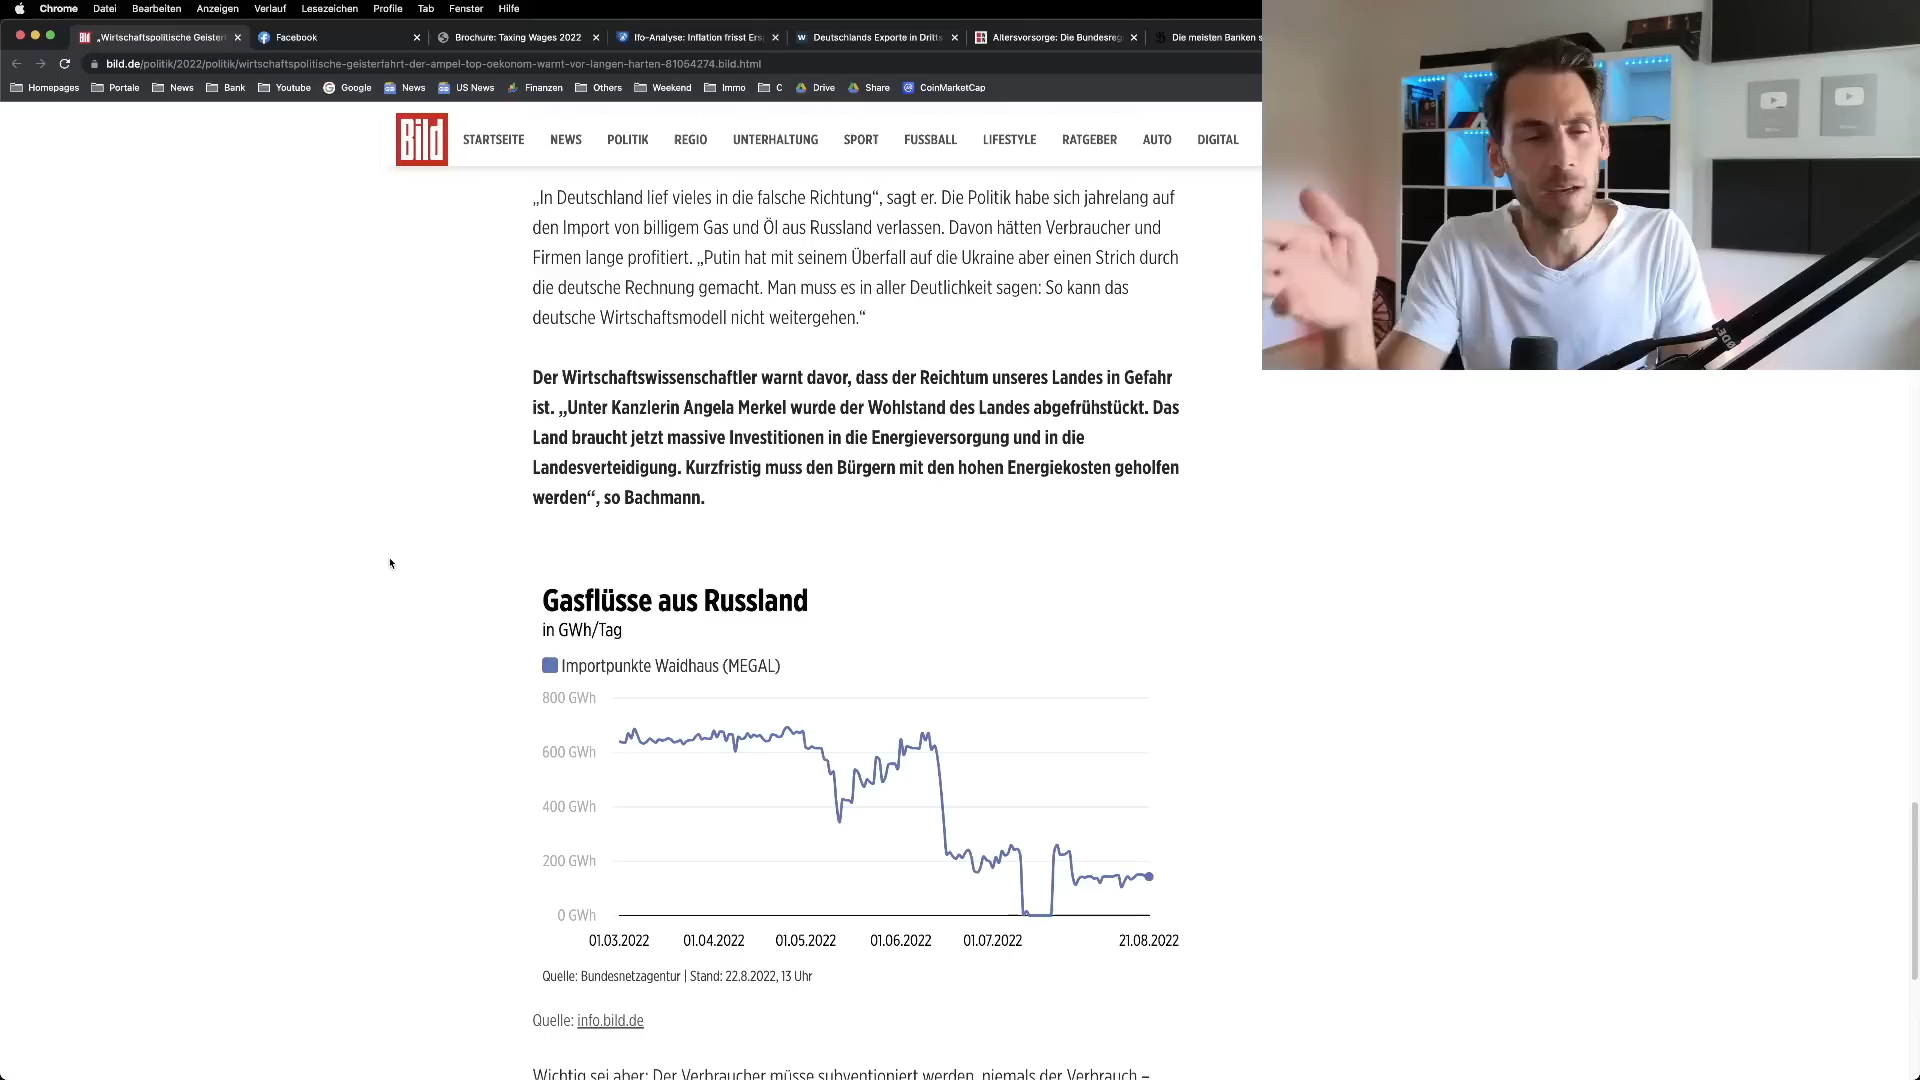 Chrome Datei Bearbeiten Anzeigen Verlauf Lesezeichen Profile Tab Fenster Hilfe
„Wirtschaftspolitische Geister Facebook Brochure: Taxing Wages 2022 Ifo-Analyse: Inflation frisst Ers Deutschlands Exporte in Dritts Altersvorsorge: Die Bundesreg Die meisten Banken s
bild.de/politik/2022/politik/wirtschaftspolitische-geisterfahrt-der-ampel-top-oekonom-warnt-vor-langen-harten-81054274.bild.html
Homepages Portale News Bank Youtube Google News US News Finanzen Others Weekend Immo C Drive Share CoinMarketCap
Bild STARTSEITE NEWS POLITIK REGIO UNTERHALTUNG SPORT FUSSBALL LIFESTYLE RATGEBER AUTO DIGITAL
„In Deutschland lief vieles in die falsche Richtung“, sagt er. Die Politik habe sich jahrelang auf
den Import von billigem Gas und Öl aus Russland verlassen. Davon hätten Verbraucher und
Firmen lange profitiert. „Putin hat mit seinem Überfall auf die Ukraine aber einen Strich durch
die deutsche Rechnung gemacht. Man muss es in aller Deutlichkeit sagen: So kann das
deutsche Wirtschaftsmodell nicht weitergehen.“
Der Wirtschaftswissenschaftler warnt davor, dass der Reichtum unseres Landes in Gefahr
ist. „Unter Kanzlerin Angela Merkel wurde der Wohlstand des Landes abgefrühstückt. Das
Land braucht jetzt massive Investitionen in die Energieversorgung und in die
Landesverteidigung. Kurzfristig muss den Bürgern mit den hohen Energiekosten geholfen
werden“, so Bachmann.
Gasflüsse aus Russland
in GWh/Tag
Importpunkte Waidhaus (MEGAL)
800 GWh
600 GWh
400 GWh
200 GWh
0 GWh
01.03.2022 01.04.2022 01.05.2022 01.06.2022 01.07.2022 21.08.2022
Quelle: Bundesnetzagentur | Stand: 22.8.2022, 13 Uhr
Quelle: info.bild.de
Wichtig sei aber: Der Verbraucher müsse subventioniert werden, niemals der Verbrauch –